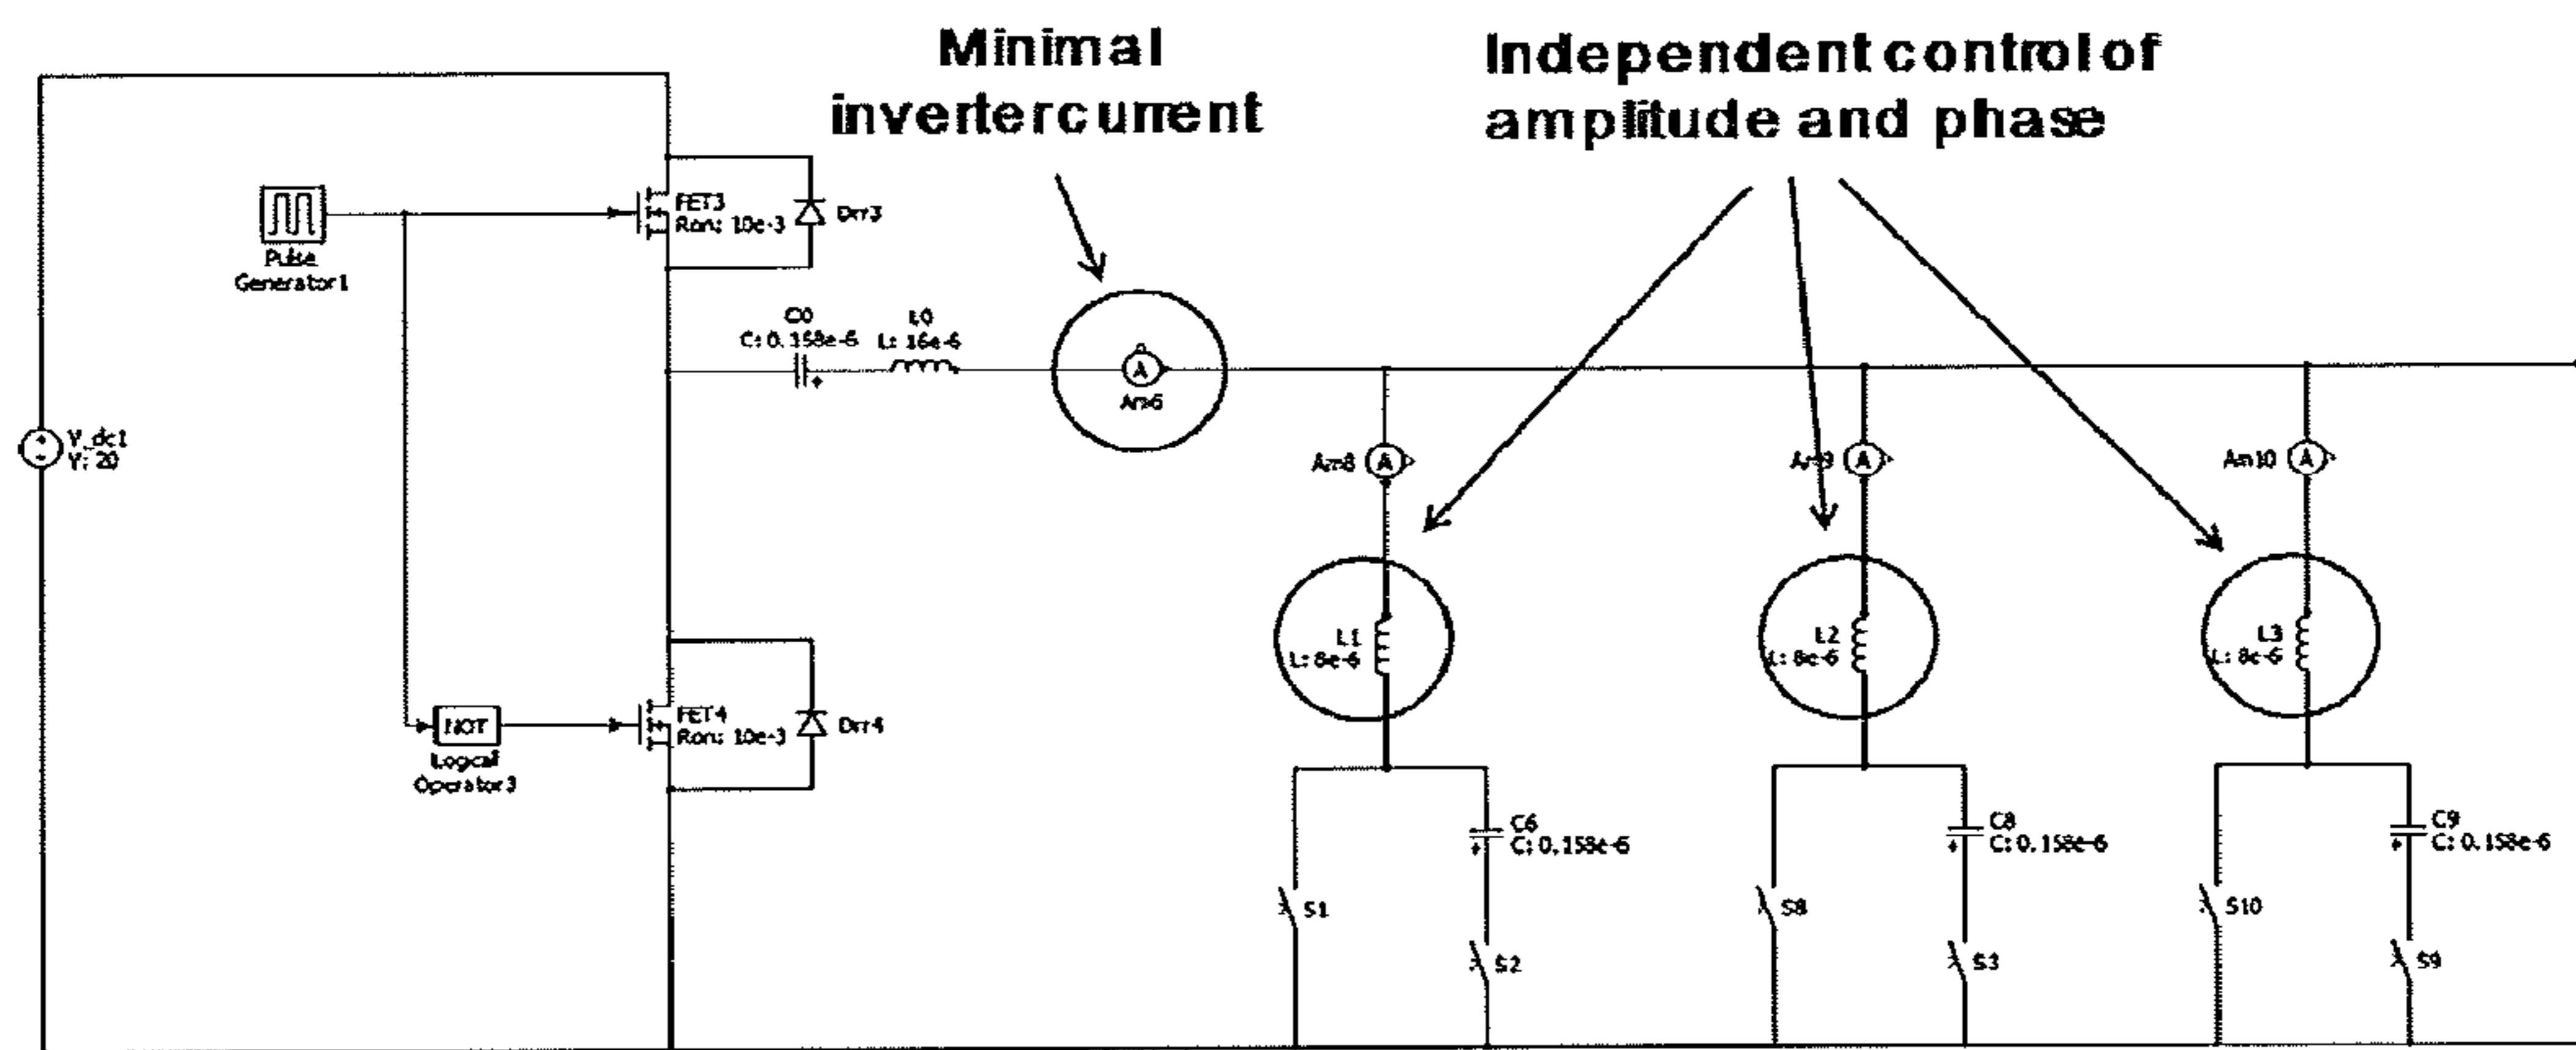 Minimal
inverter current
Independent control of
amplitude and phase
Pulse
Generator1
FET3
Ron: 10e-3
Drr3
C0
C: 0.158e-6
L0
L: 16e-6
Am6
V_dc1
V: 20
Am8
A
Am9
A
Am10
A
A
L1
L: 8e-6
L2
L: 8e-6
L3
L: 8e-6
NOT
Logical
Operator3
FET4
Ron: 10e-3
Drr4
C6
C: 0.158e-6
C8
C: 0.158e-6
C9
C: 0.158e-6
S1
S2
S8
S3
S10
S9